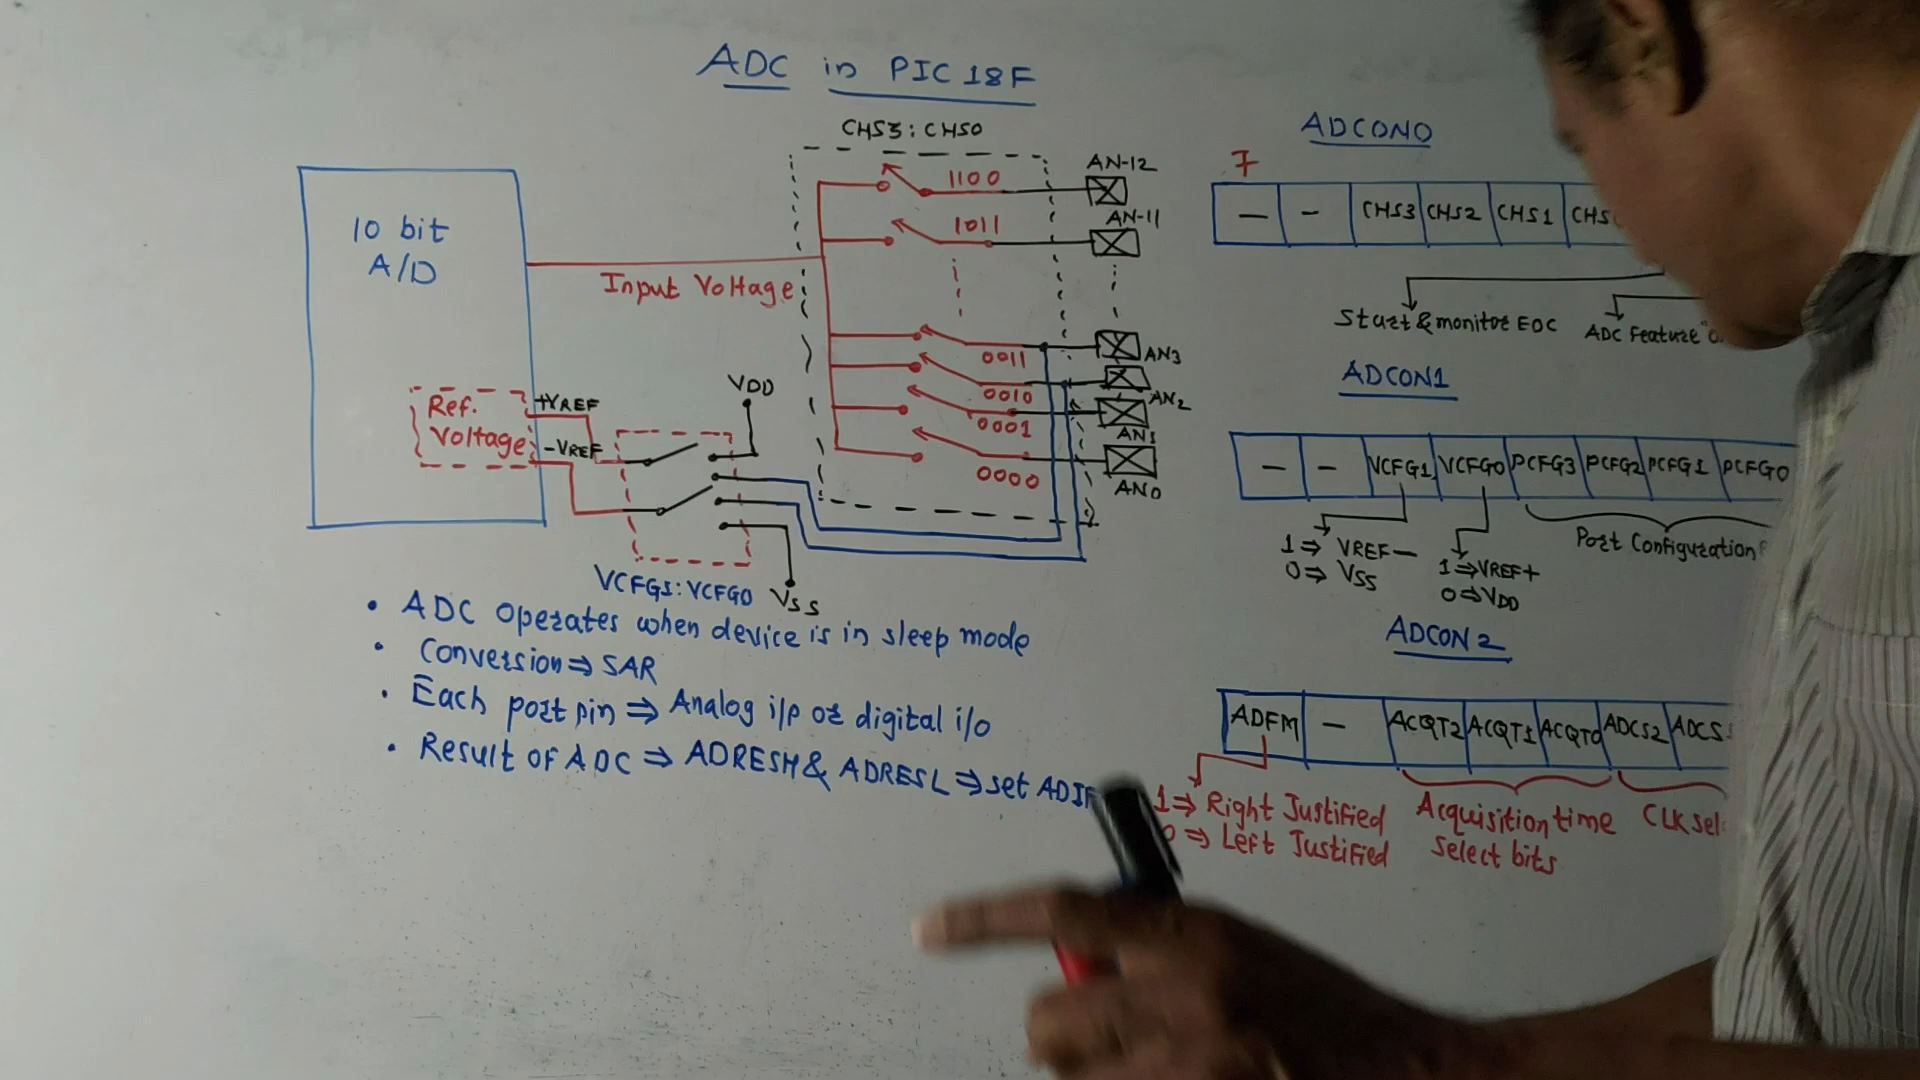 ADC in PIC 18F
CHS3 : CHS0
10 bit
A/D
Input Voltage
Ref.
Voltage
+VREF
-VREF
VDD
VSS
VCFG1 : VCFG0
1100
1011
0011
0010
0001
0000
AN-12
AN-11
AN3
AN2
AN1
AN0
• ADC operates when device is in sleep mode
• Conversion ⇒ SAR
• Each port pin ⇒ Analog i/p or digital i/o
• Result of ADC ⇒ ADRESH & ADRESL ⇒ set ADIF
ADCON0
7
— - CHS3 CHS2 CHS1
Start & monitor EOC
ADC Feature
ADCON1
— - VCFG1 VCFG0 PCFG3 PCFG2 PCFG1 PCFG0
1 ⇒ VREF-
0 ⇒ VSS
1 ⇒ VREF+
0 ⇒ VDD
Port Configuration
ADCON 2
ADFM — ACQT2 ACQT1 ACQT0 ADCS2
1 ⇒ Right Justified
0 ⇒ Left Justified
Acquisition time
select bits
CLK